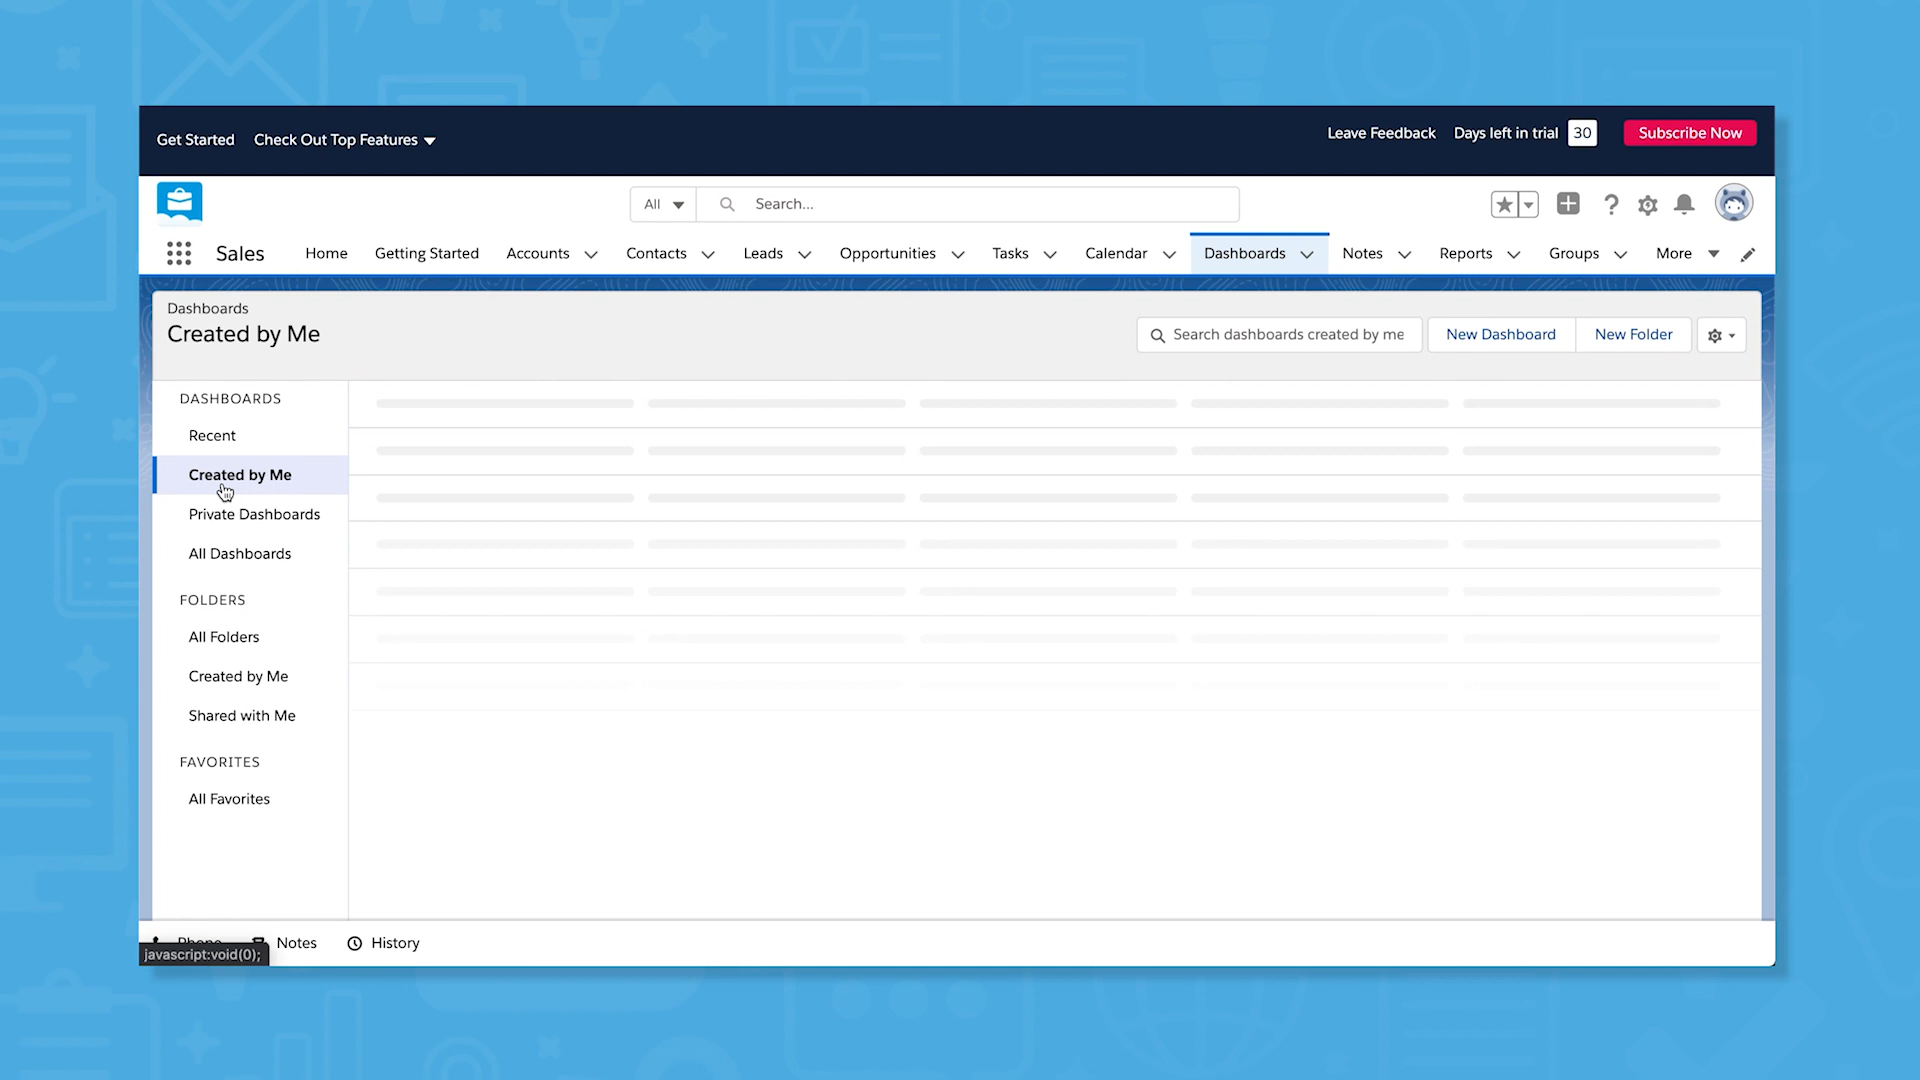 Get Started Check Out Top Features
Leave Feedback Days left in trial 30 Subscribe Now
All Search...
Sales Home Getting Started Accounts Contacts Leads Opportunities Tasks Calendar Dashboards Notes Reports Groups More
Dashboards
Created by Me
Search dashboards created by me New Dashboard New Folder
DASHBOARDS
Recent
Created by Me
Private Dashboards
All Dashboards
FOLDERS
All Folders
Created by Me
Shared with Me
FAVORITES
All Favorites
Phone Notes History
javascript:void(0);